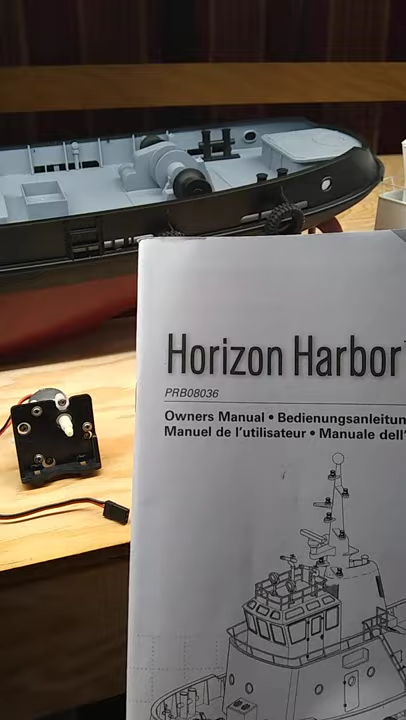 Horizon Harbor
PRB08036
Owners Manual • Bedienungsanleitun
Manuel de l'utilisateur • Manuale dell'